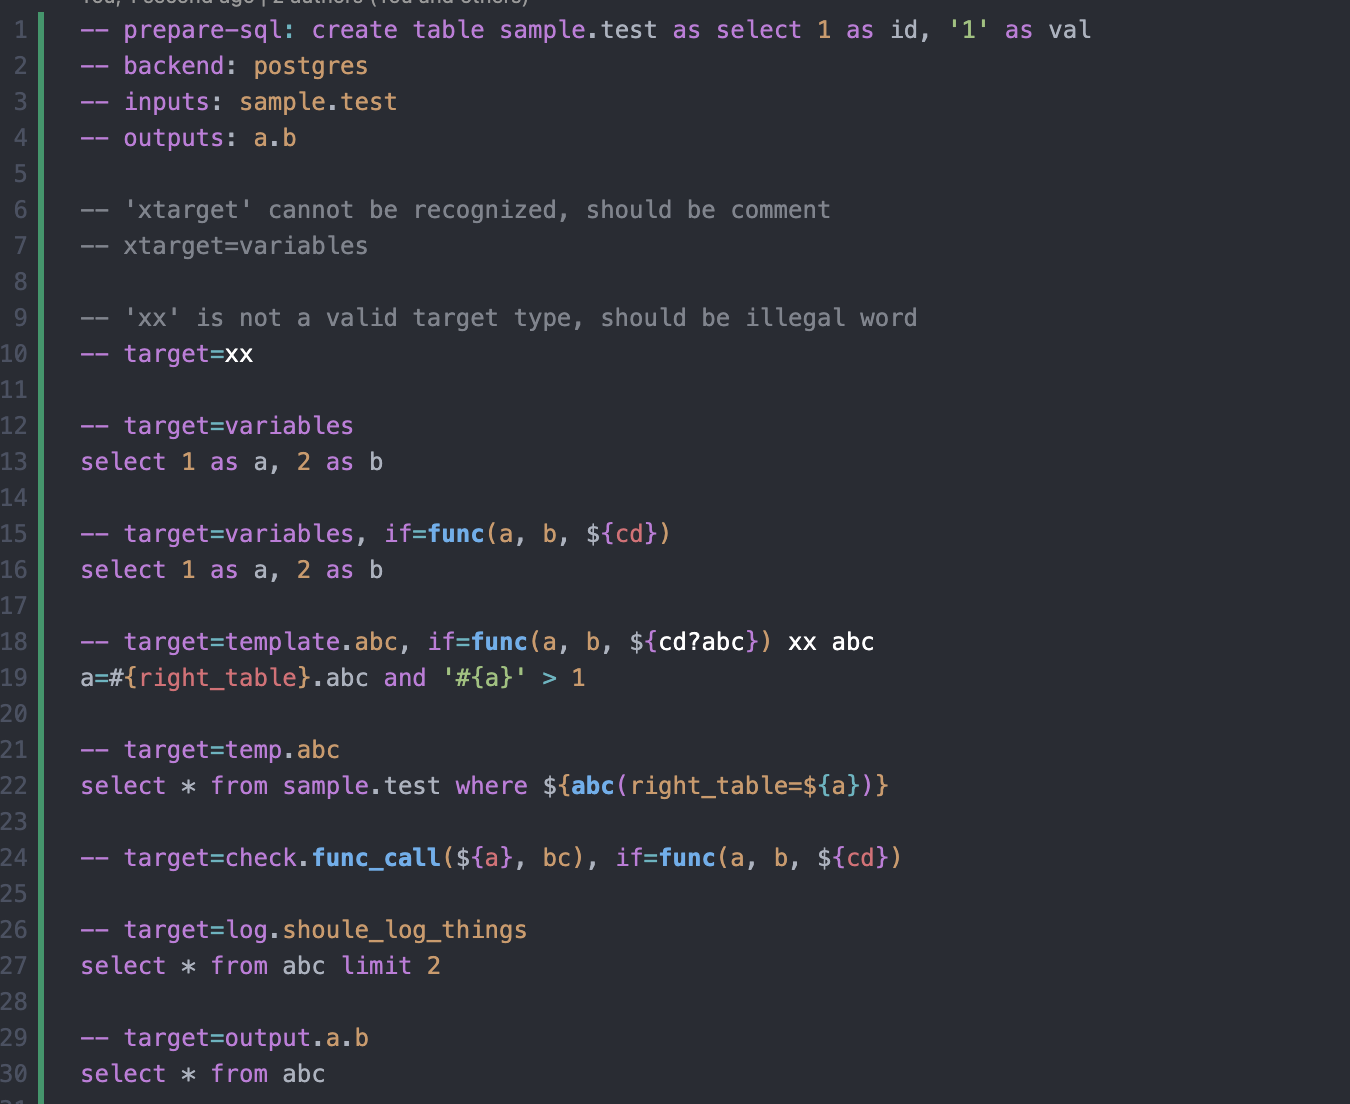 1 -- prepare-sql: create table sample.test as select 1 as id, '1' as val
2 -- backend: postgres
3 -- inputs: sample.test
4 -- outputs: a.b
5
6 -- 'xtarget' cannot be recognized, should be comment
7 -- xtarget=variables
8
9 -- 'xx' is not a valid target type, should be illegal word
10 -- target=xx
11
12 -- target=variables
13 select 1 as a, 2 as b
14
15 -- target=variables, if=func(a, b, ${cd})
16 select 1 as a, 2 as b
17
18 -- target=template.abc, if=func(a, b, ${cd?abc}) xx abc
19 a=#{right_table}.abc and '#{a}' > 1
20
21 -- target=temp.abc
22 select * from sample.test where ${abc(right_table=${a})}
23
24 -- target=check.func_call(${a}, bc), if=func(a, b, ${cd})
25
26 -- target=log.shoule_log_things
27 select * from abc limit 2
28
29 -- target=output.a.b
30 select * from abc